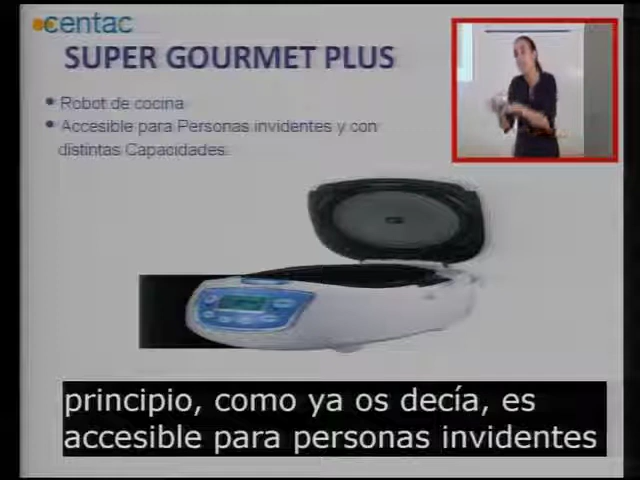 centac
SUPER GOURMET PLUS
Robot de cocina
Accesible para Personas invidentes y con
distintas Capacidades
principio, como ya os decía, es
accesible para personas invidentes